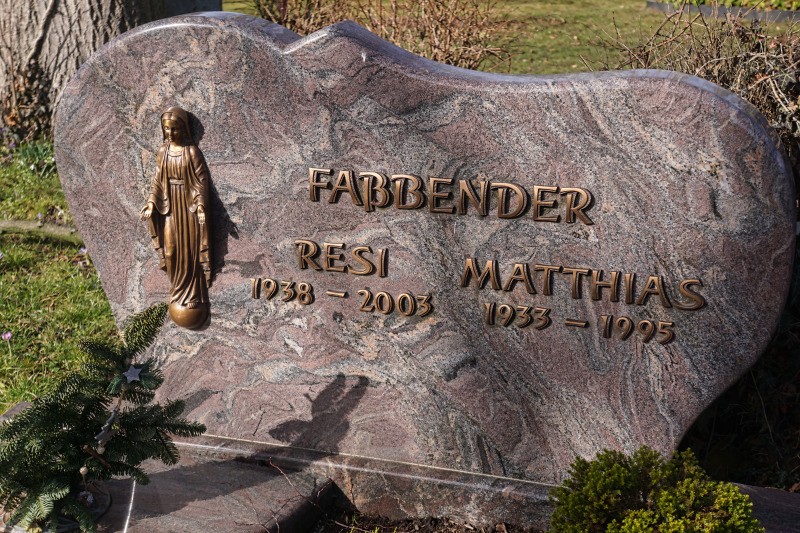 FAßBENDER
RESI
1938 – 2003
MATTHIAS
1933 – 1995